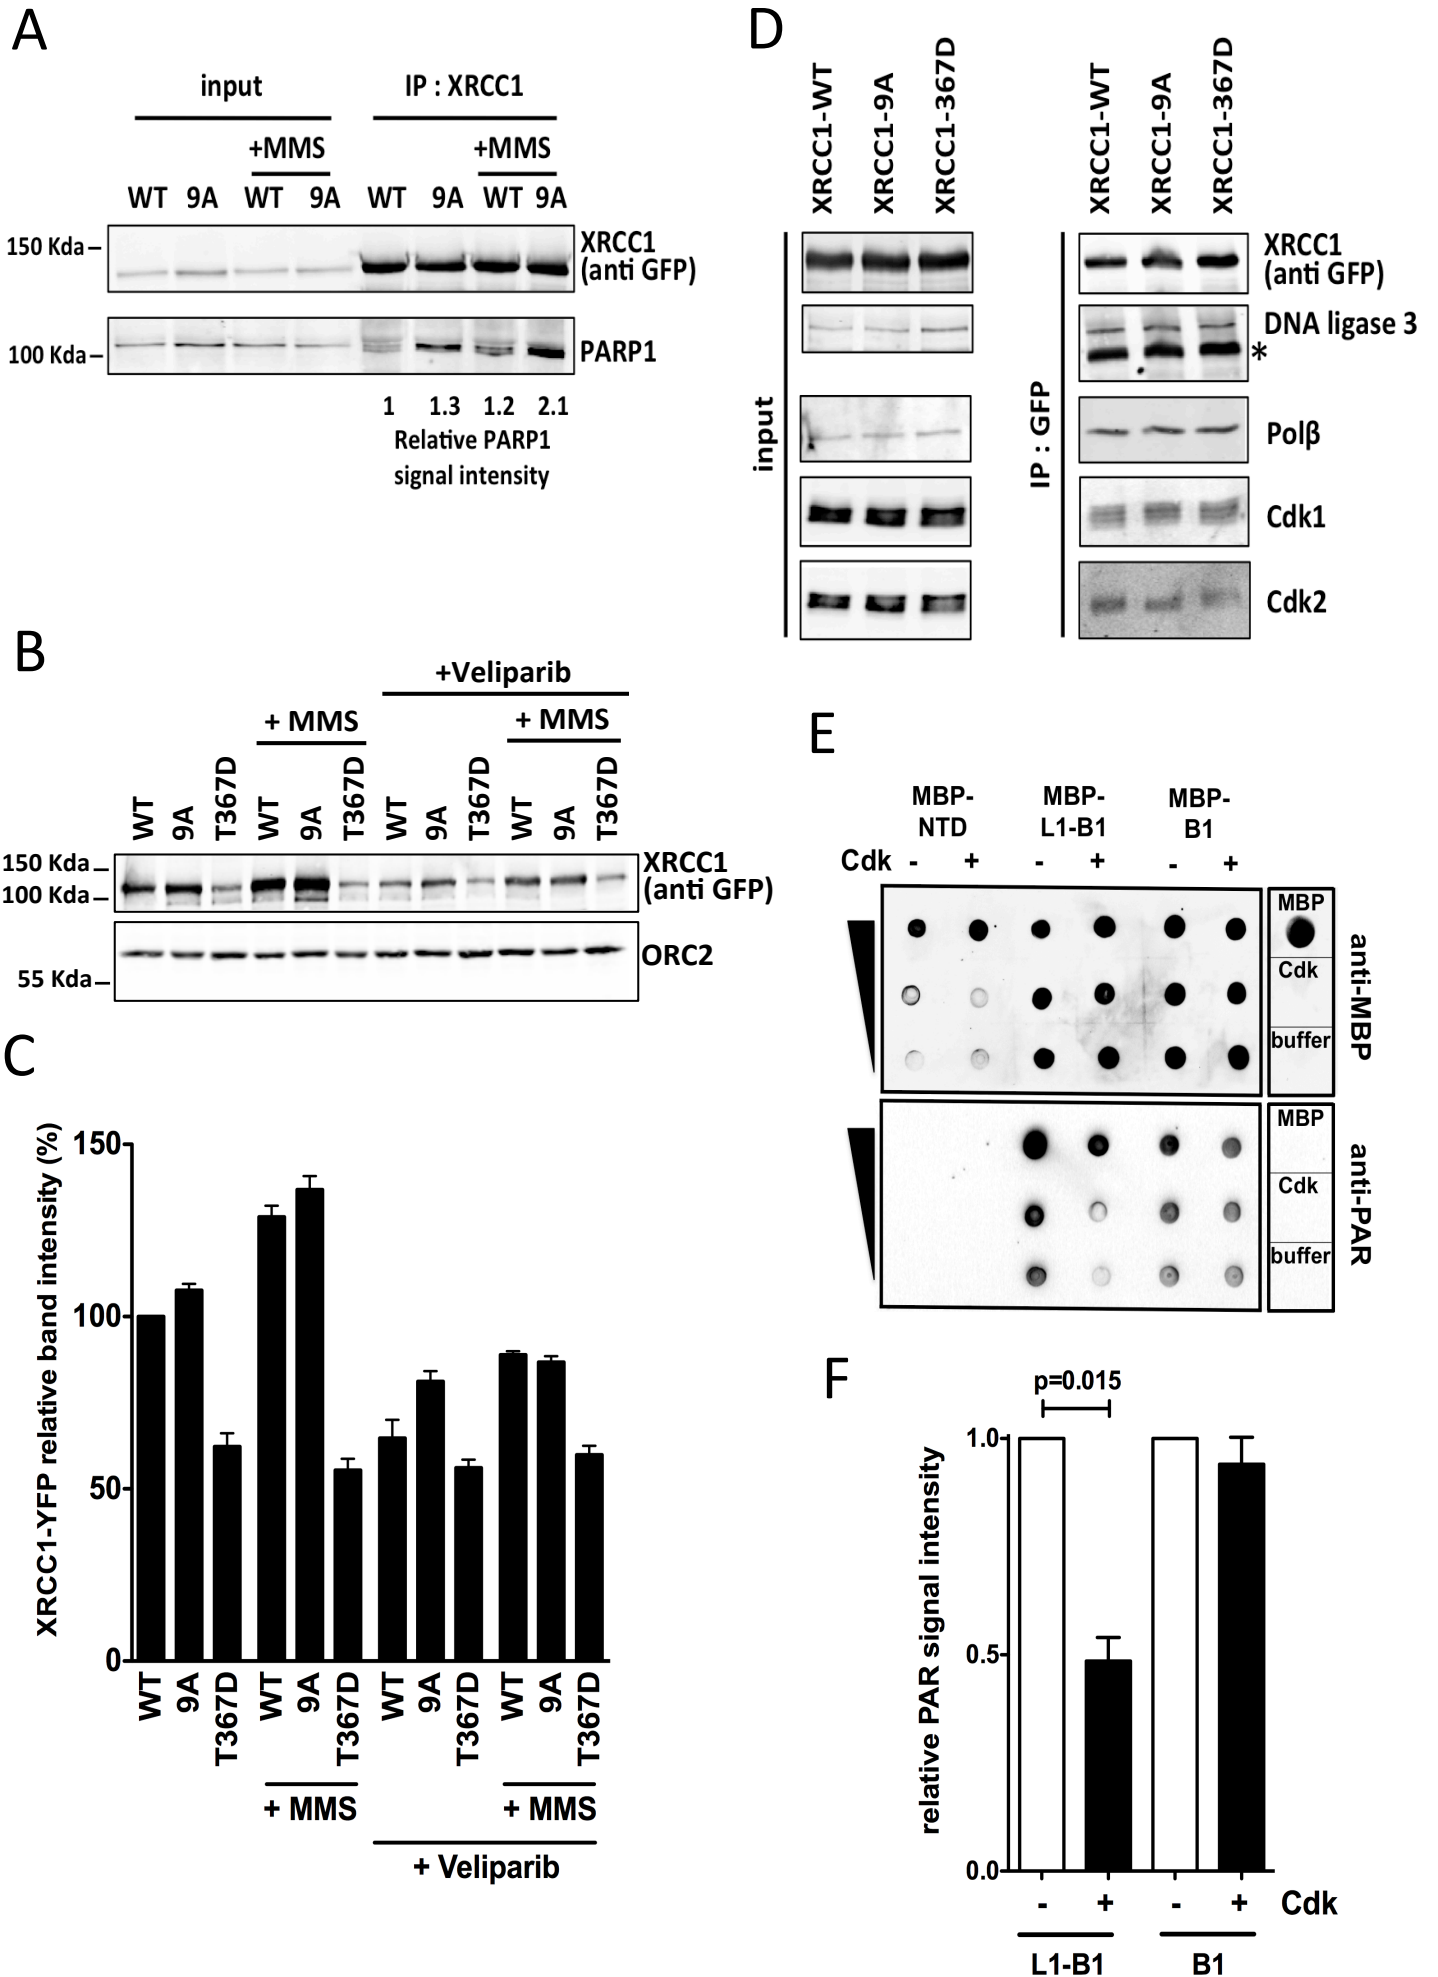 A
input
IP : XRCC1
+MMS
+MMS
WT 9A WT 9A WT 9A WT 9A
150 Kda
XRCC1
(anti GFP)
100 Kda
PARP1
1 1.3 1.2 2.1
Relative PARP1
signal intensity
B
+Veliparib
+ MMS
+ MMS
WT 9A T367D WT 9A T367D WT 9A T367D WT 9A T367D
150 Kda
100 Kda
XRCC1
(anti GFP)
ORC2
55 Kda
C
XRCC1-YFP relative band intensity (%)
150
100
50
0
WT 9A T367D WT 9A T367D WT 9A T367D WT 9A T367D
+ MMS
+ MMS
+ Veliparib
D
XRCC1-WT XRCC1-9A XRCC1-367D
XRCC1-WT XRCC1-9A XRCC1-367D
input
IP : GFP
XRCC1
(anti GFP)
DNA ligase 3
*
Polβ
Cdk1
Cdk2
E
MBP-
NTD
MBP-
L1-B1
MBP-
B1
Cdk - + - + - +
MBP
Cdk
buffer
anti-MBP
MBP
Cdk
buffer
anti-PAR
F
p=0.015
relative PAR signal intensity
1.0
0.5
0.0
- + - + Cdk
L1-B1 B1